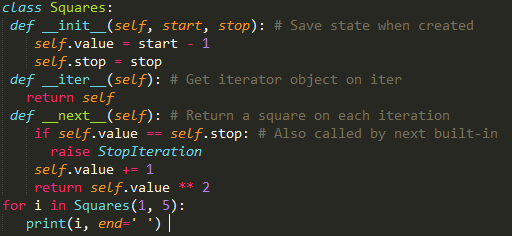 class Squares:
 def __init__(self, start, stop): # Save state when created
    self.value = start - 1
    self.stop = stop
 def __iter__(self): # Get iterator object on iter
   return self
 def __next__(self): # Return a square on each iteration
    if self.value == self.stop: # Also called by next built-in
      raise StopIteration
    self.value += 1
    return self.value ** 2
for i in Squares(1, 5):
   print(i, end=' ')